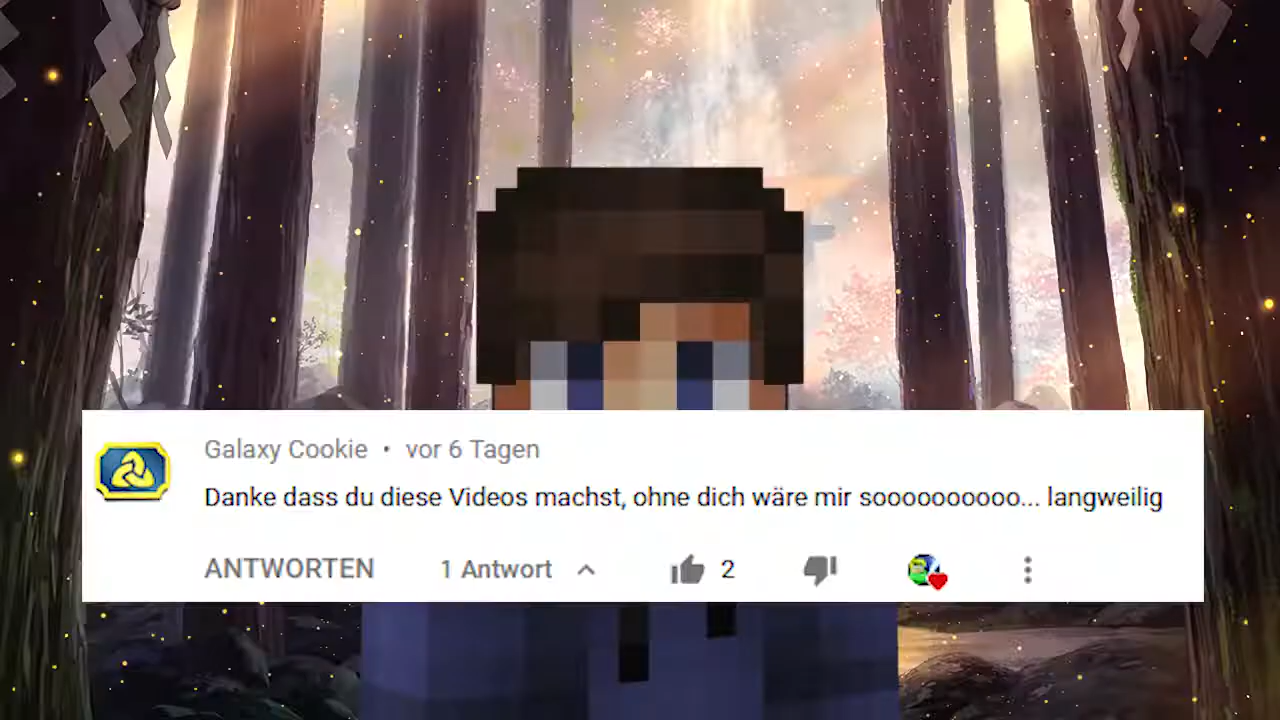 Galaxy Cookie • vor 6 Tagen
Danke dass du diese Videos machst, ohne dich wäre mir soooooooooo... langweilig
ANTWORTEN 1 Antwort 2